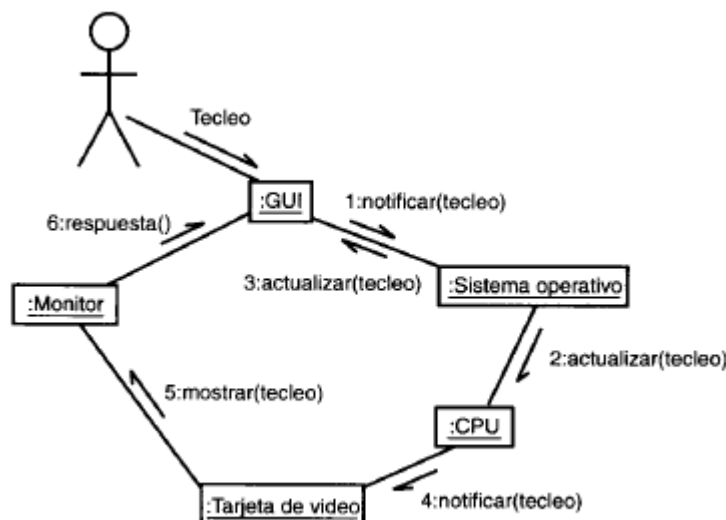 Tecleo
:GUI
1:notificar(tecleo)
6:respuesta()
3:actualizar(tecleo)
:Sistema operativo
:Monitor
2:actualizar(tecleo)
5:mostrar(tecleo)
:CPU
:Tarjeta de video
4:notificar(tecleo)